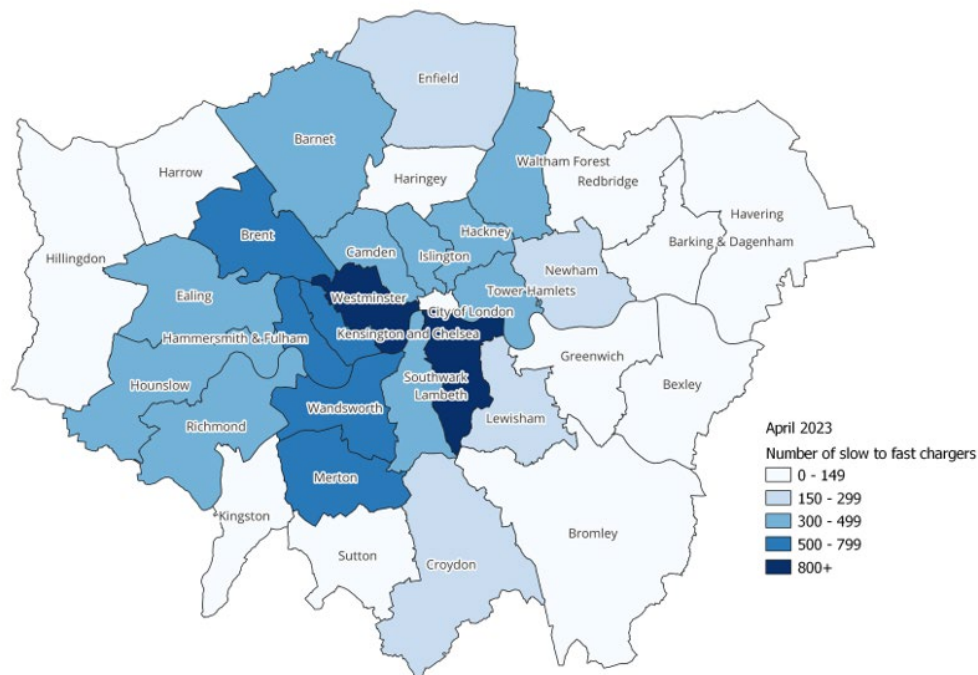 Enfield
Barnet
Waltham Forest
Harrow
Haringey
Redbridge
Havering
Brent
Hackney
Barking & Dagenham
Camden
Islington
Hillingdon
Newham
Ealing
Westminster
Tower Hamlets
City of London
Hammersmith & Fulham
Kensington and Chelsea
Greenwich
Hounslow
Southwark
Bexley
Lambeth
Wandsworth
Richmond
Lewisham
Merton
Kingston
Sutton
Croydon
Bromley
April 2023
Number of slow to fast chargers
0 - 149
150 - 299
300 - 499
500 - 799
800+